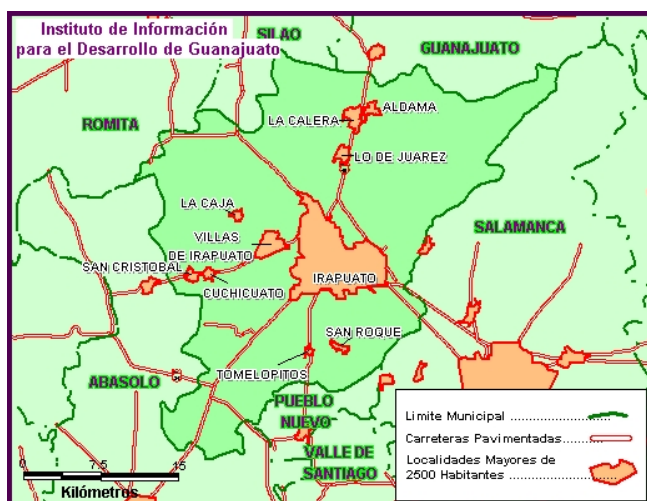 Instituto de Información
para el Desarrollo de Guanajuato
SILAO
GUANAJUATO
ROMITA
LA CALERA
ALDAMA
LO DE JUAREZ
LA CAJA
VILLAS
DE IRAPUATO
SALAMANCA
SAN CRISTOBAL
CUCHICUATO
IRAPUATO
SAN ROQUE
TOMELOPITOS
ABASOLO
PUEBLO
NUEVO
VALLE DE
SANTIAGO
Limite Municipal
Carreteras Pavimentadas
Localidades Mayores de
2500 Habitantes
0 7.5 15
Kilómetros